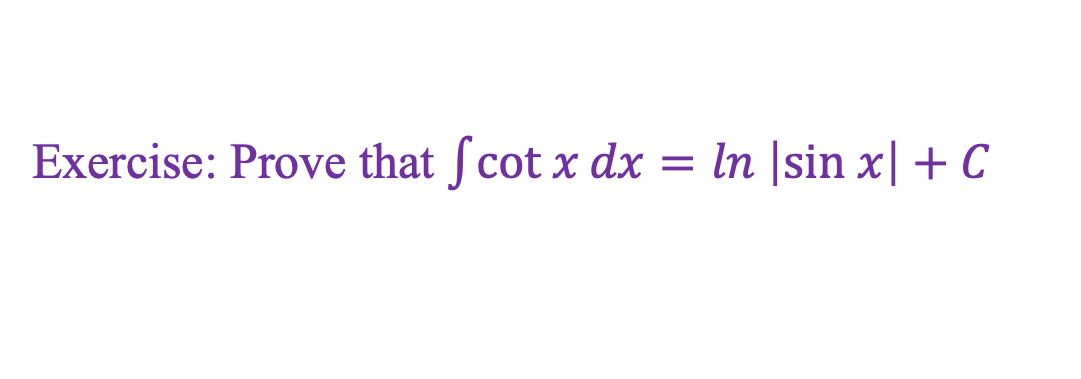 Exercise: Prove that ∫ cot x dx = ln |sin x| + C